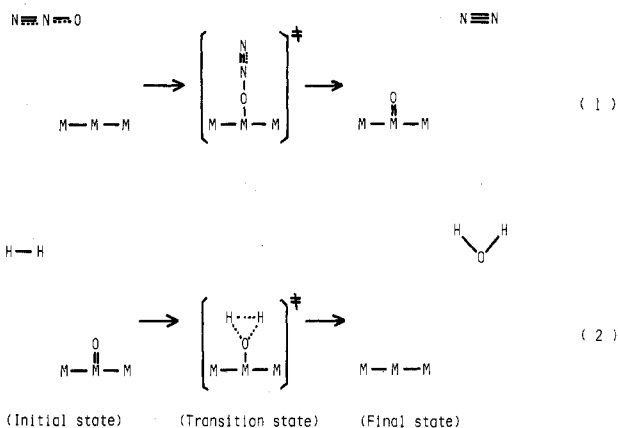 N≡N=O
N≡N
N
N
O
O
M—M—M
M—M—M
M—M—M
( 1 )
H—H
H H
O
H H
O
O
M—M—M
M—M—M
M—M—M
( 2 )
(Initial state) (Transition state) (Final state)